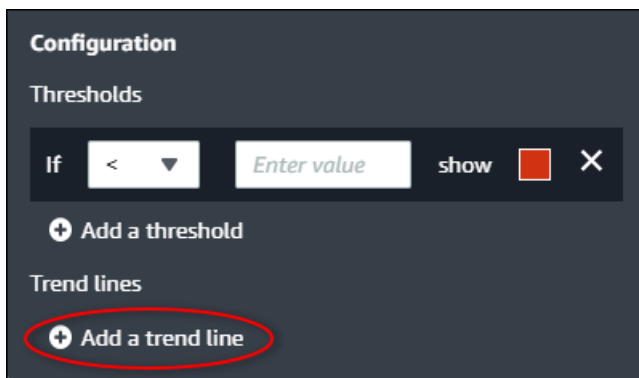 Configuration
Thresholds
If < Enter value show
Add a threshold
Trend lines
Add a trend line